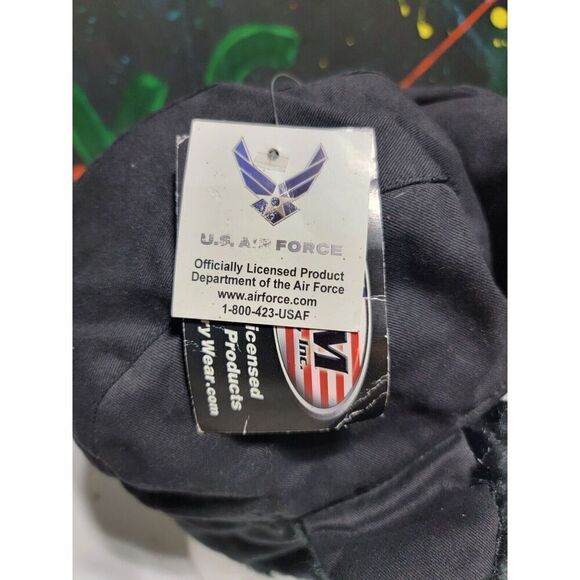 U.S. AIR FORCE
Officially Licensed Product
Department of the Air Force
www.airforce.com
1-800-423-USAF
M
Inc.
icensed
Products
ryWear.com